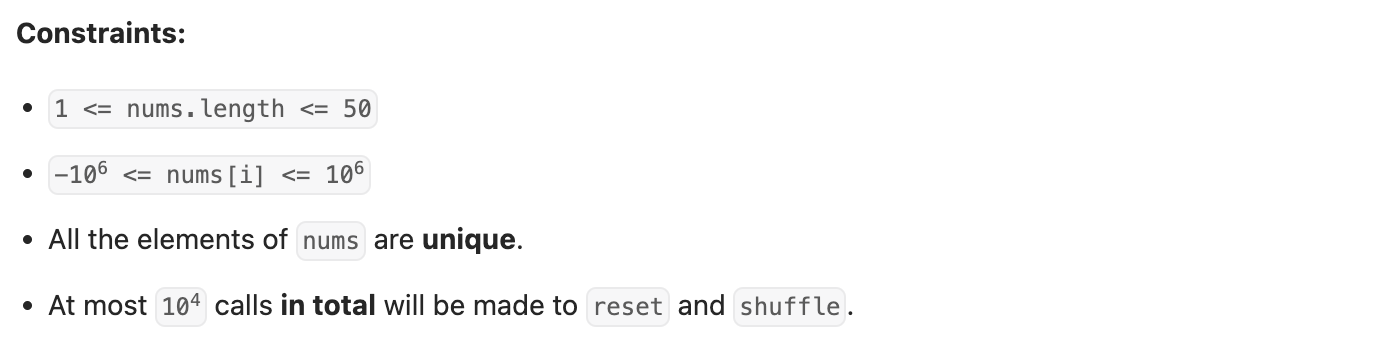 Constraints:
• 1 <= nums.length <= 50
• -10⁶ <= nums[i] <= 10⁶
• All the elements of nums are unique.
• At most 10⁴ calls in total will be made to reset and shuffle.